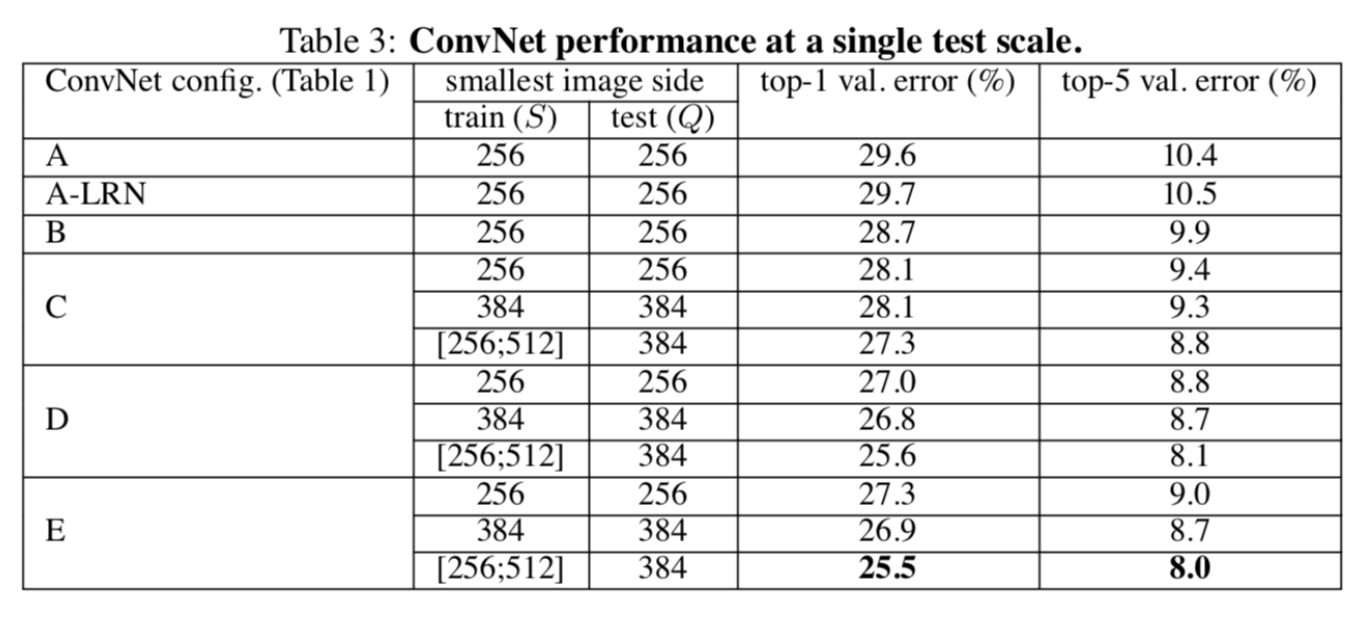 Table 3: ConvNet performance at a single test scale.
ConvNet config. (Table 1) smallest image side top-1 val. error (%) top-5 val. error (%)
train (S) test (Q)
A 256 256 29.6 10.4
A-LRN 256 256 29.7 10.5
B 256 256 28.7 9.9
256 256 28.1 9.4
C 384 384 28.1 9.3
[256;512] 384 27.3 8.8
256 256 27.0 8.8
D 384 384 26.8 8.7
[256;512] 384 25.6 8.1
256 256 27.3 9.0
E 384 384 26.9 8.7
[256;512] 384 25.5 8.0